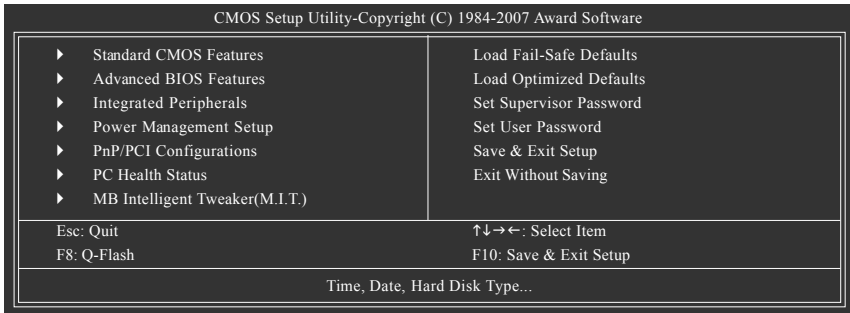 CMOS Setup Utility-Copyright (C) 1984-2007 Award Software
Standard CMOS Features
Advanced BIOS Features
Integrated Peripherals
Power Management Setup
PnP/PCI Configurations
PC Health Status
MB Intelligent Tweaker(M.I.T.)
Load Fail-Safe Defaults
Load Optimized Defaults
Set Supervisor Password
Set User Password
Save & Exit Setup
Exit Without Saving
Esc: Quit
↑↓→←: Select Item
F8: Q-Flash
F10: Save & Exit Setup
Time, Date, Hard Disk Type...